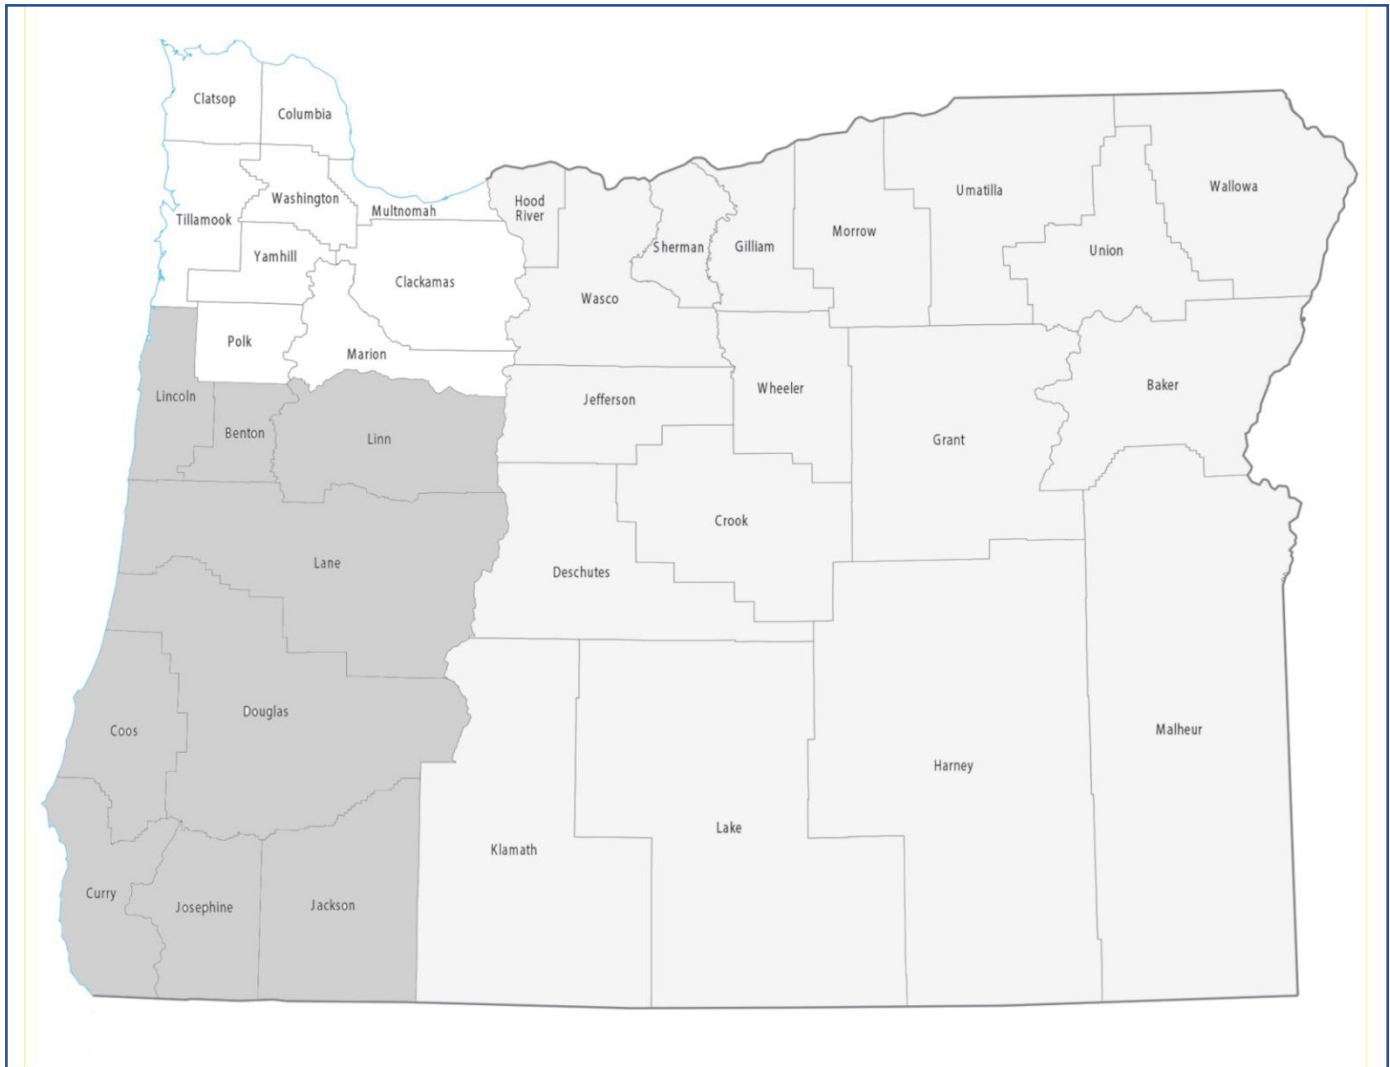 Clatsop
Columbia
Washington
Tillamook
Multnomah
Yamhill
Clackamas
Polk
Marion
Hood
River
Sherman
Gilliam
Morrow
Umatilla
Wallowa
Union
Wasco
Lincoln
Benton
Linn
Jefferson
Wheeler
Grant
Baker
Lane
Deschutes
Crook
Coos
Douglas
Harney
Malheur
Curry
Josephine
Jackson
Klamath
Lake